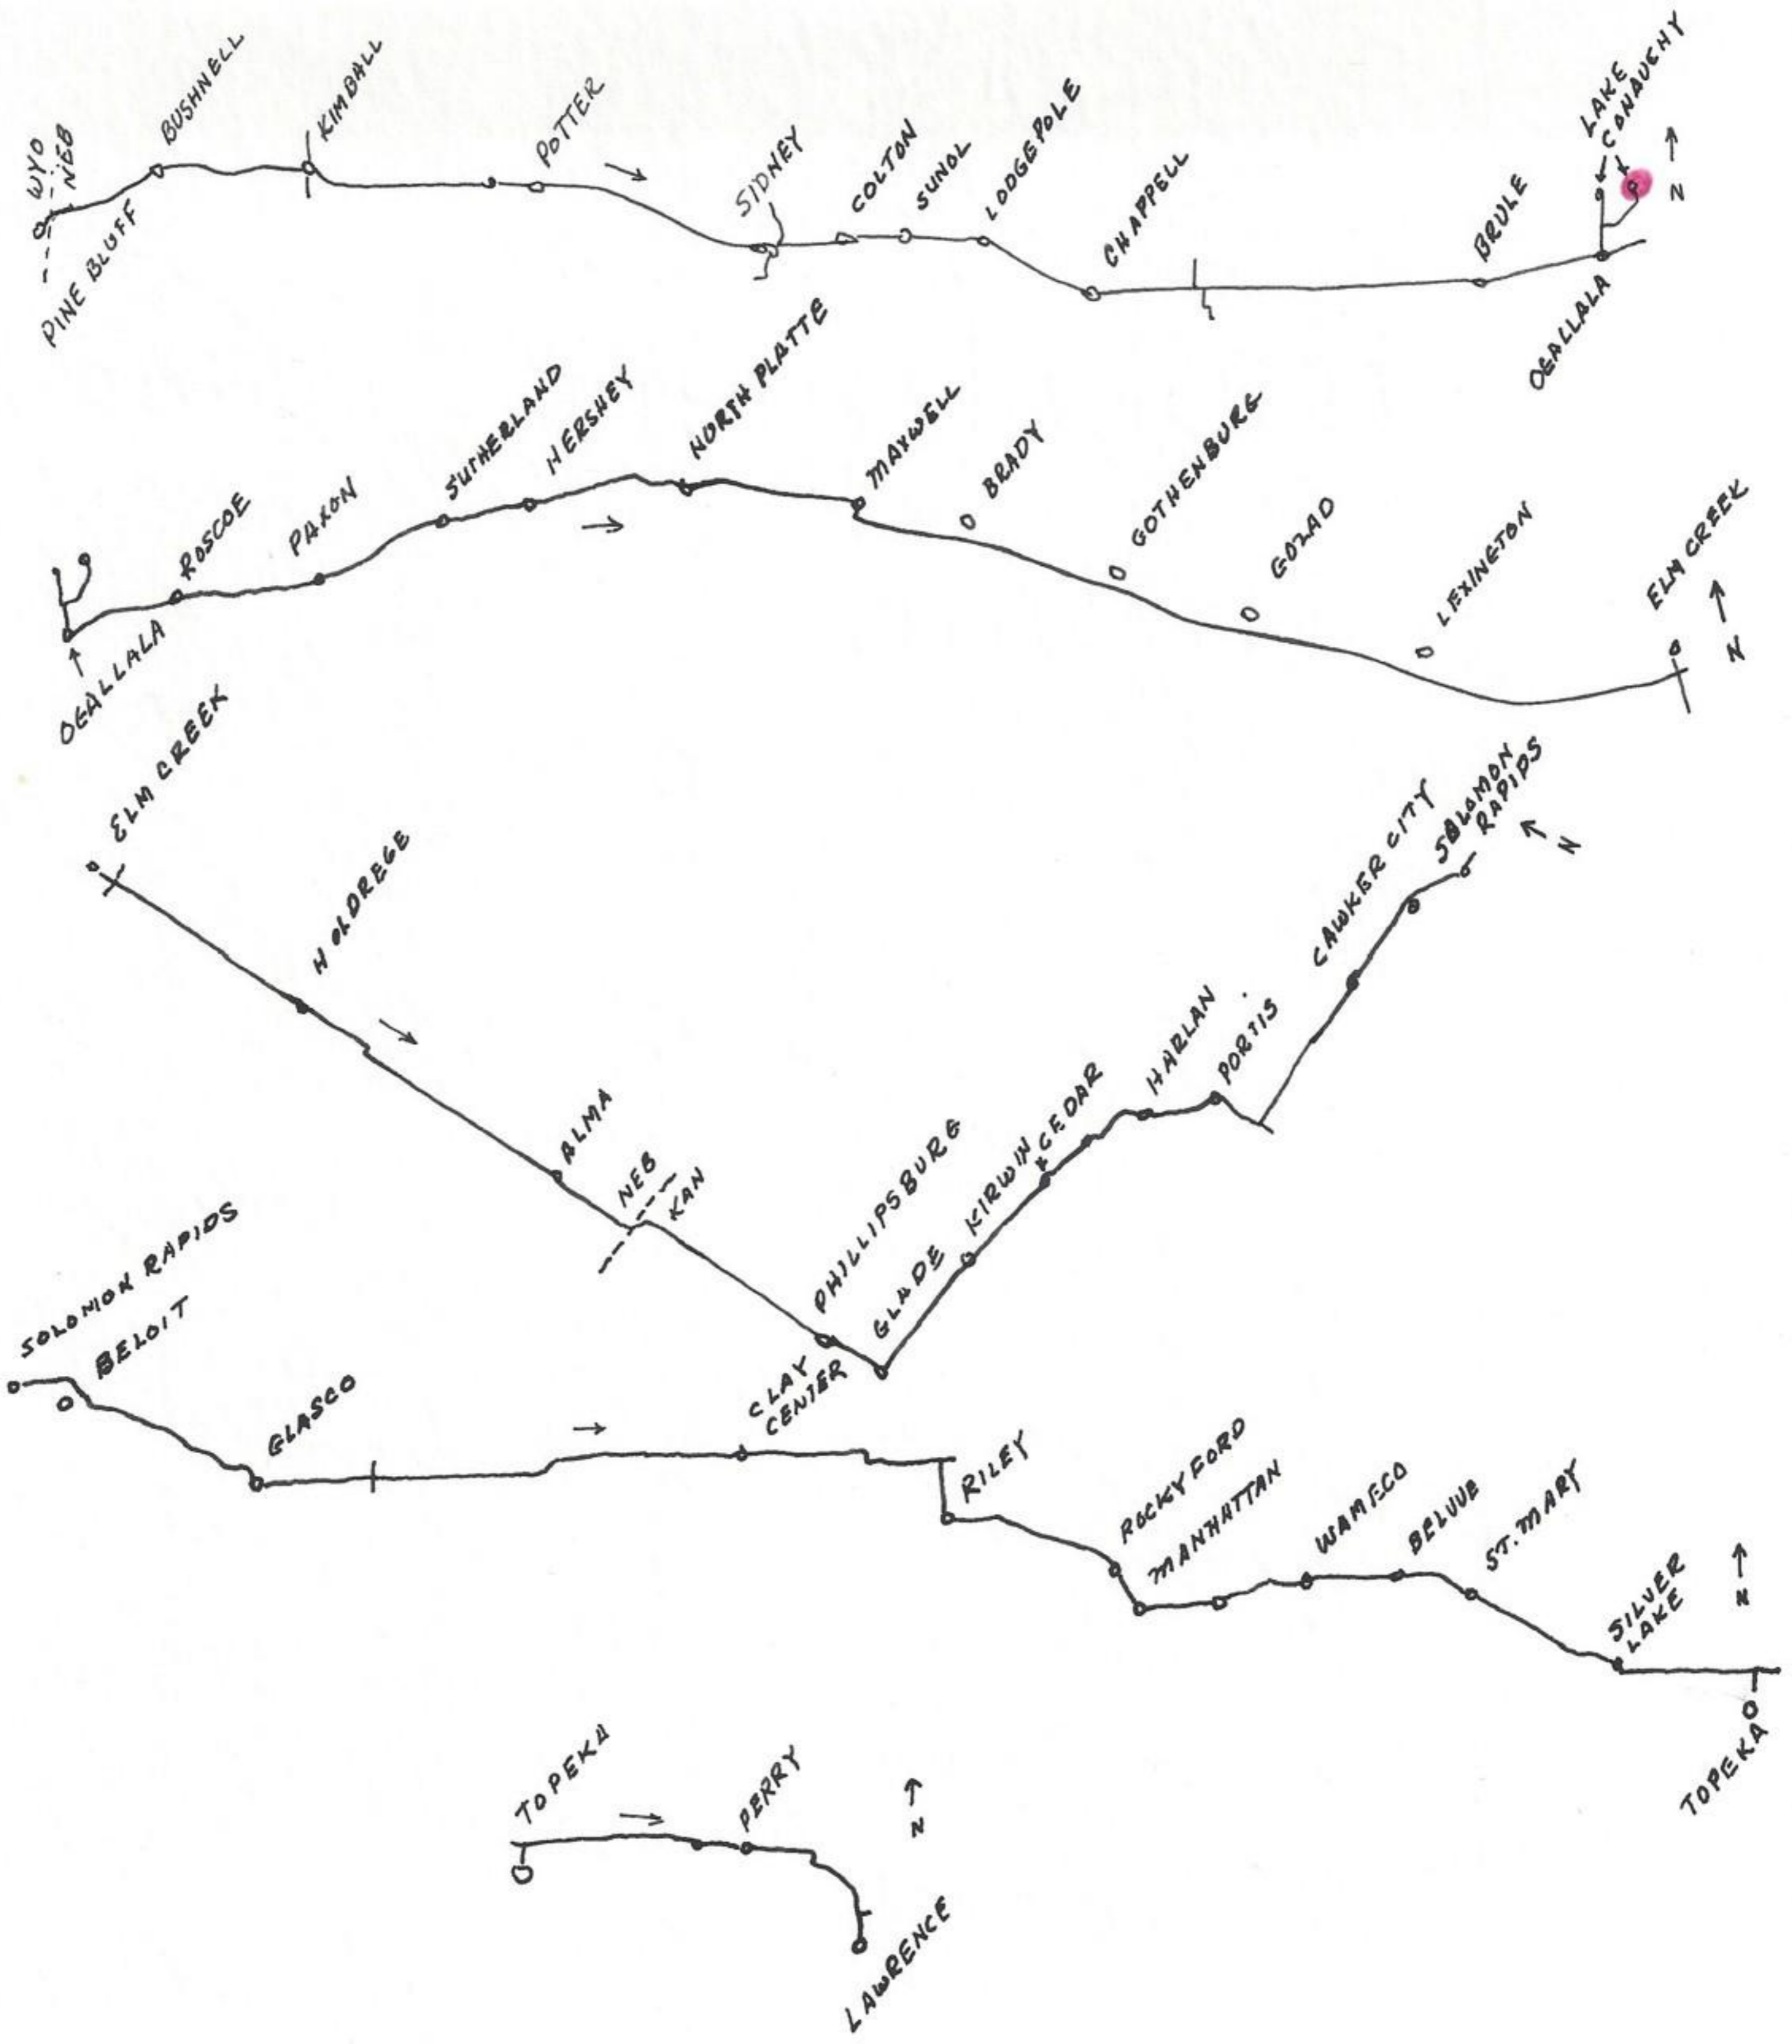 WYO
NEB
PINE BLUFF
BUSHNELL
KIMBALL
POTTER
SIDNEY
COLTON
SUNOL
LODGEPOLE
CHAPPELL
BRULE
LAKE
CONAUGHY
N
OGALLALA
OGALLALA
ROSCOE
PAXON
SUTHERLAND
HERSHEY
NORTH PLATTE
MAXWELL
BRADY
GOTHENBURG
GOZAD
LEXINGTON
ELM CREEK
N
ELM CREEK
HOLDREGE
ALMA
NEB
KAN
PHILLIPSBURG
GLADE
KIRWIN
CEDAR
HARLAN
PORTIS
CAWKER CITY
SOLOMON
RAPIDS
N
SOLOMON RAPIDS
BELOIT
GLASCO
CLAY
CENTER
RILEY
ROCKYFORD
MANHATTAN
WAMEGO
BELVUE
ST. MARY
SILVER
LAKE
N
TOPEKA
TOPEKA
PERRY
N
LAWRENCE